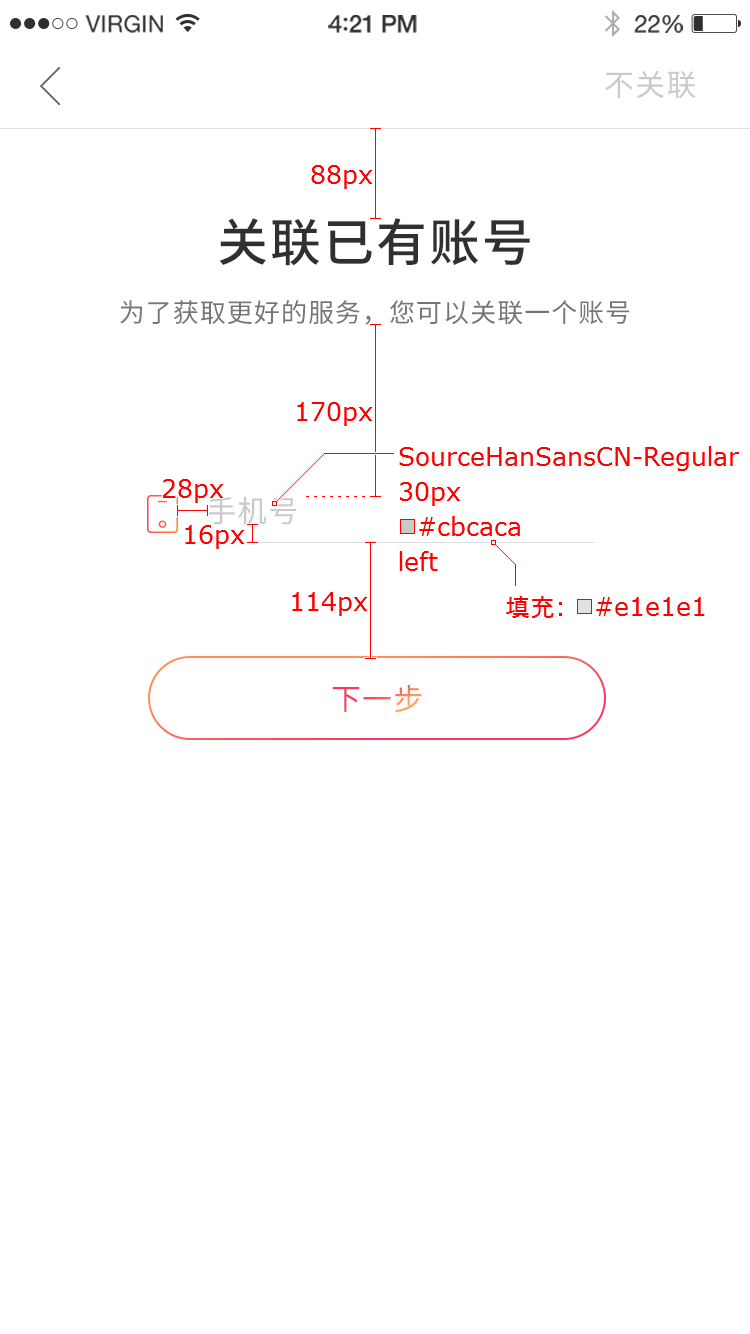 VIRGIN 4:21 PM 22%
不关联
88px
关联已有账号
为了获取更好的服务，您可以关联一个账号
170px
SourceHanSansCN-Regular
30px
#cbcaca
left
28px
手机号
16px
114px
填充：#e1e1e1
下一步